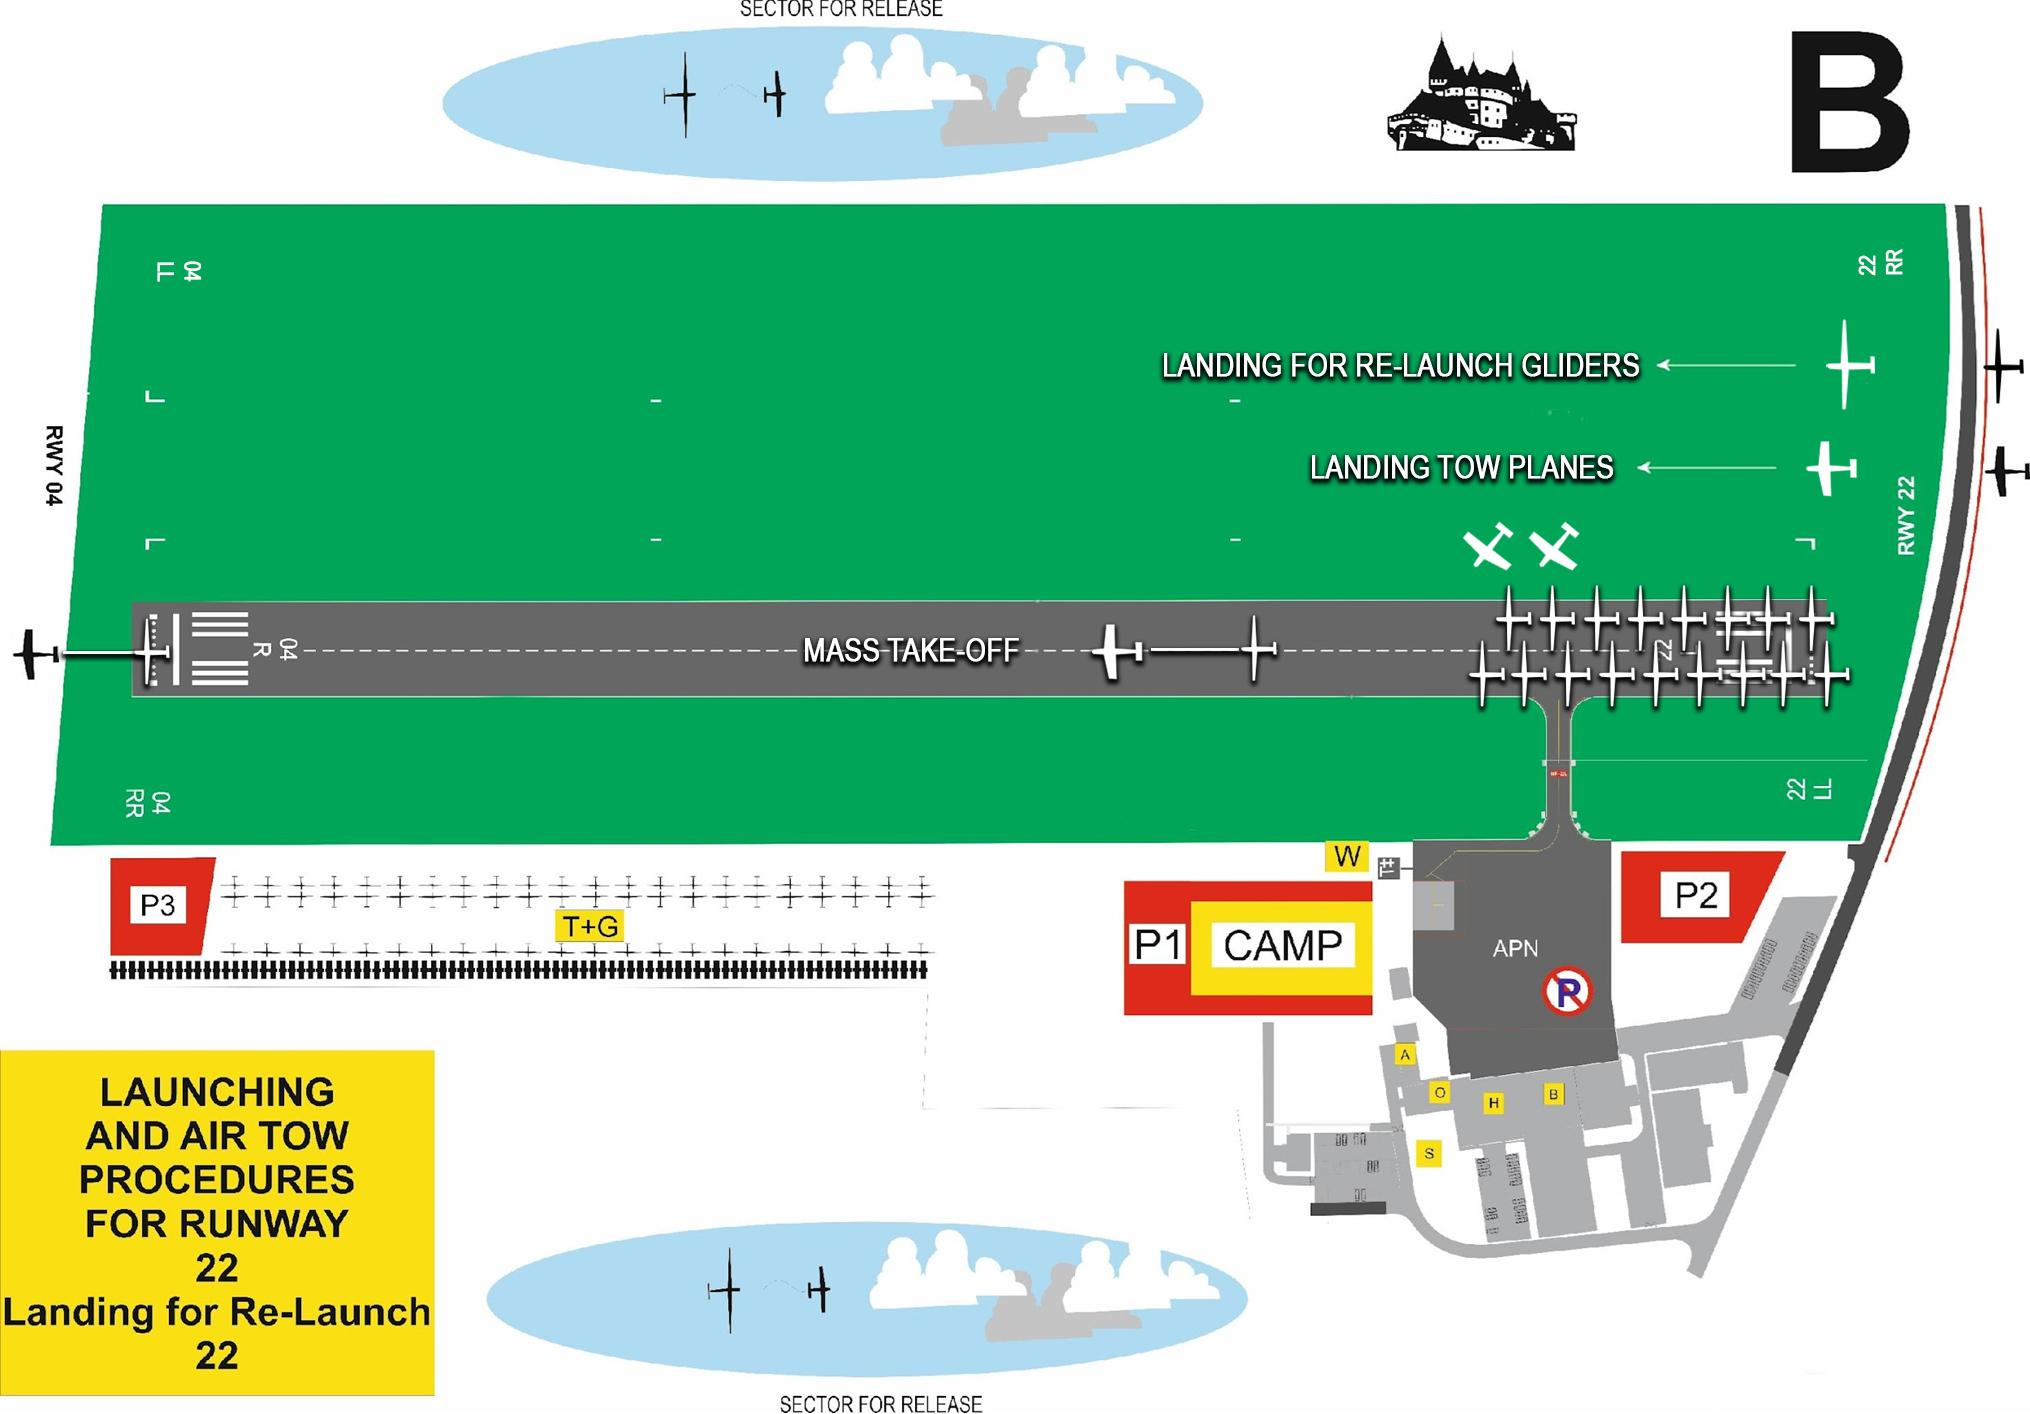 SECTOR FOR RELEASE
B
04
LL
22
RR
LANDING FOR RE-LAUNCH GLIDERS
LANDING TOW PLANES
RWY 04
RWY 22
MASS TAKE-OFF
04
R
22
04
RR
22
LL
W
P3
T+G
P1
CAMP
APN
P
P2
A
O
H
B
S
LAUNCHING
AND AIR TOW
PROCEDURES
FOR RUNWAY
22
Landing for Re-Launch
22
SECTOR FOR RELEASE